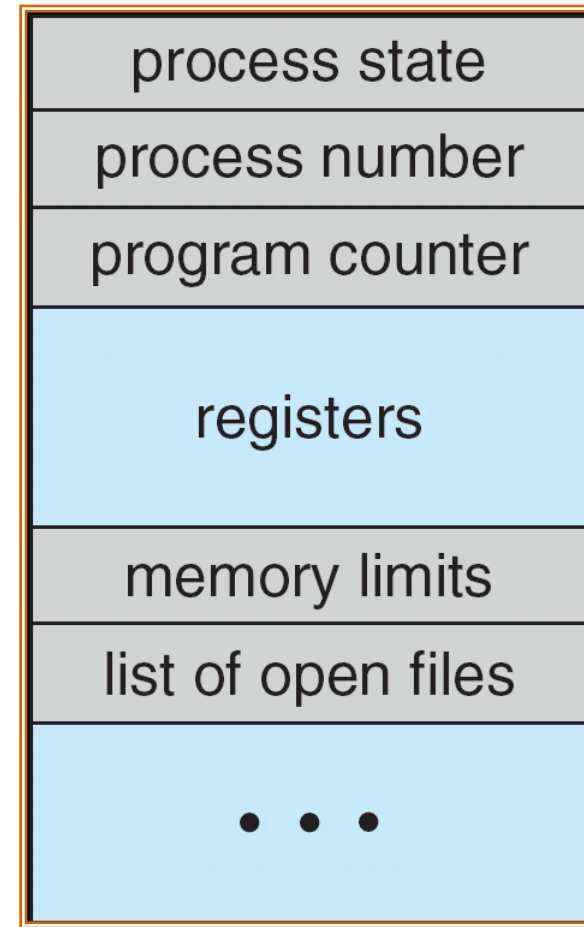 process state
process number
program counter
registers
memory limits
list of open files
• • •